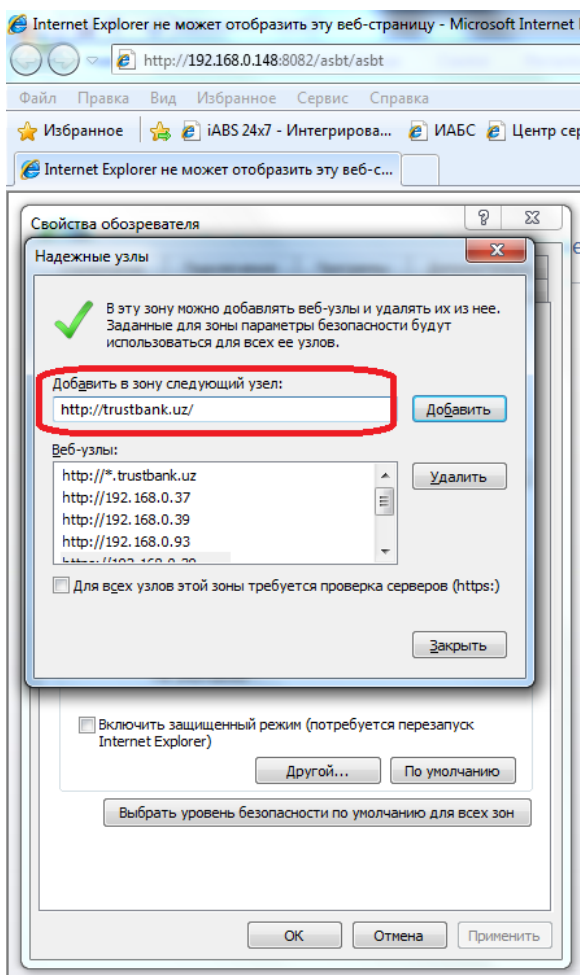 Internet Explorer не может отобразить эту веб-страницу - Microsoft Internet
http://192.168.0.148:8082/asbt/asbt
Файл Правка Вид Избранное Сервис Справка
Избранное iABS 24x7 - Интегрирова... ИАБС Центр сер
Internet Explorer не может отобразить эту веб-с...
Свойства обозревателя
Надежные узлы
В эту зону можно добавлять веб-узлы и удалять их из нее.
Заданные для зоны параметры безопасности будут
использоваться для всех ее узлов.
Добавить в зону следующий узел:
http://trustbank.uz/ Добавить
Веб-узлы:
http://*.trustbank.uz Удалить
http://192.168.0.37
http://192.168.0.39
http://192.168.0.93
Для всех узлов этой зоны требуется проверка серверов (https:)
Закрыть
Включить защищенный режим (потребуется перезапуск
Internet Explorer)
Другой... По умолчанию
Выбрать уровень безопасности по умолчанию для всех зон
OK Отмена Применить